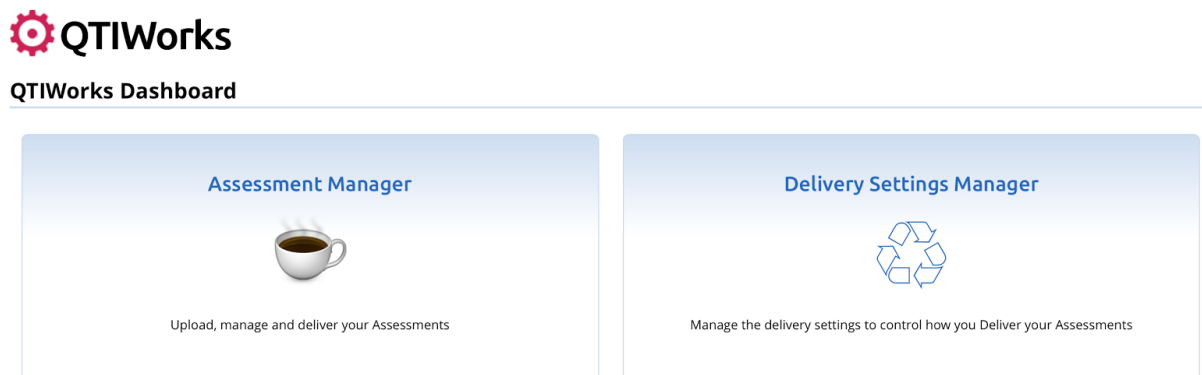 QTIWorks
QTIWorks Dashboard
Assessment Manager
Upload, manage and deliver your Assessments
Delivery Settings Manager
Manage the delivery settings to control how you Deliver your Assessments